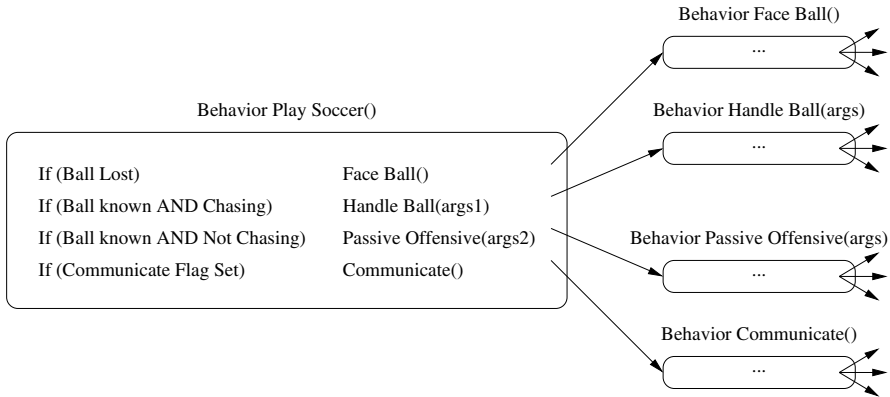 Behavior Face Ball()
...
Behavior Play Soccer()
Behavior Handle Ball(args)
...
If (Ball Lost) Face Ball()
If (Ball known AND Chasing) Handle Ball(args1)
If (Ball known AND Not Chasing) Passive Offensive(args2)
If (Communicate Flag Set) Communicate()
Behavior Passive Offensive(args)
...
Behavior Communicate()
...